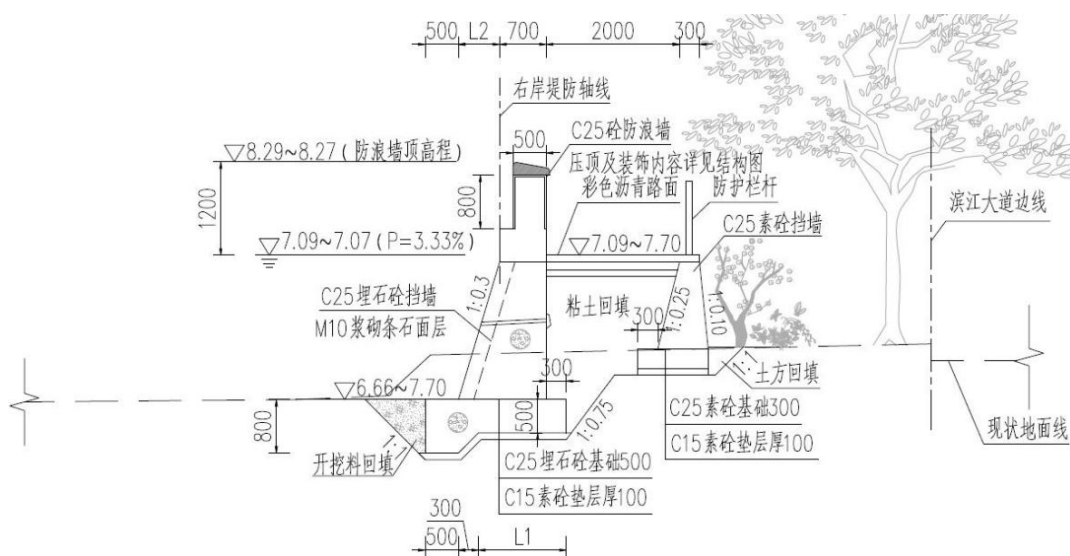 500 L2 700 2000 300
右岸堤防轴线
500
C25砼防浪墙
▽8.29~8.27(防浪墙顶高程)
压顶及装饰内容详见结构图
彩色沥青路面
防护栏杆
滨江大道边线
1200
800
C25素砼挡墙
▽7.09~7.07(P=3.33%)
▽7.09~7.70
C25埋石砼挡墙
1:0.3
粘土回填
1:0.25
1:0.10
M10浆砌条石面层
300
300
1:1
土方回填
▽6.66~7.70
800
500
1:0.75
C25素砼基础300
现状地面线
1:1
开挖料回填
C25埋石砼基础500
C15素砼垫层厚100
C15素砼垫层厚100
300
500 L1